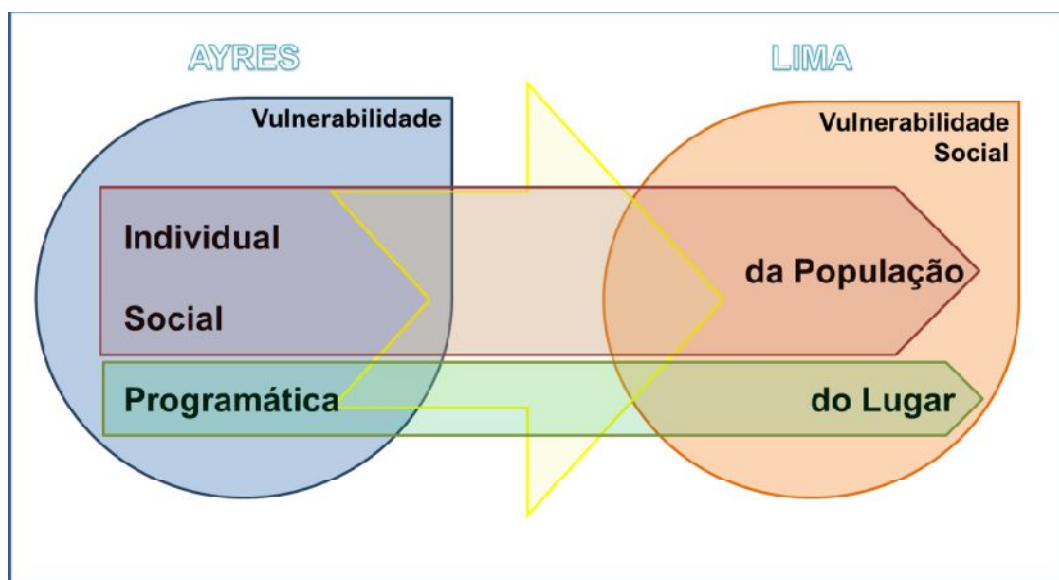 AYRES
LIMA
Vulnerabilidade
Vulnerabilidade
Social
Individual
da População
Social
Programática
do Lugar